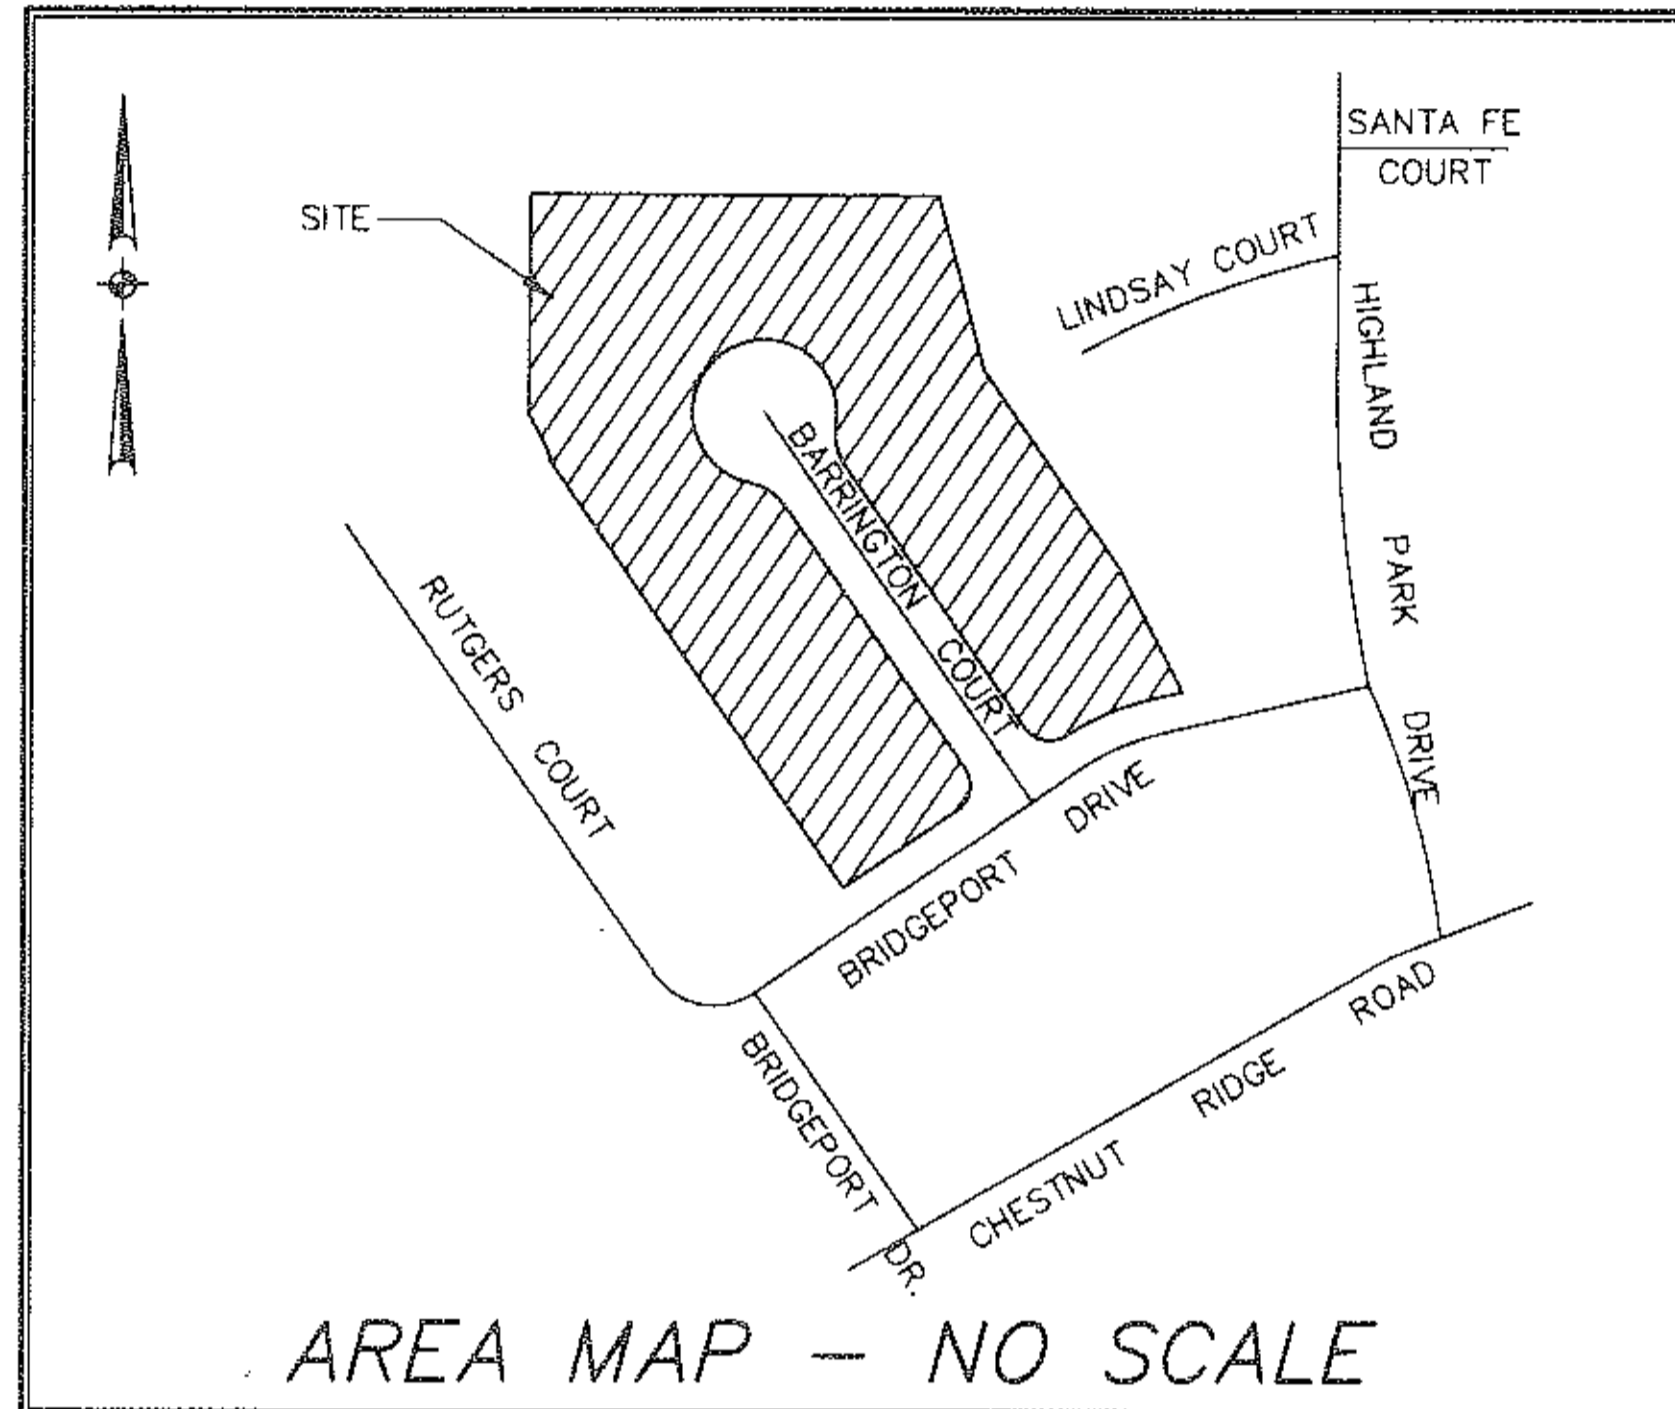 SANTA FE
COURT
SITE
LINDSAY COURT
HIGHLAND PARK DRIVE
BARRINGTON COURT
RUTGERS COURT
BRIDGEPORT DRIVE
BRIDGEPORT DR.
CHESTNUT RIDGE ROAD
AREA MAP - NO SCALE